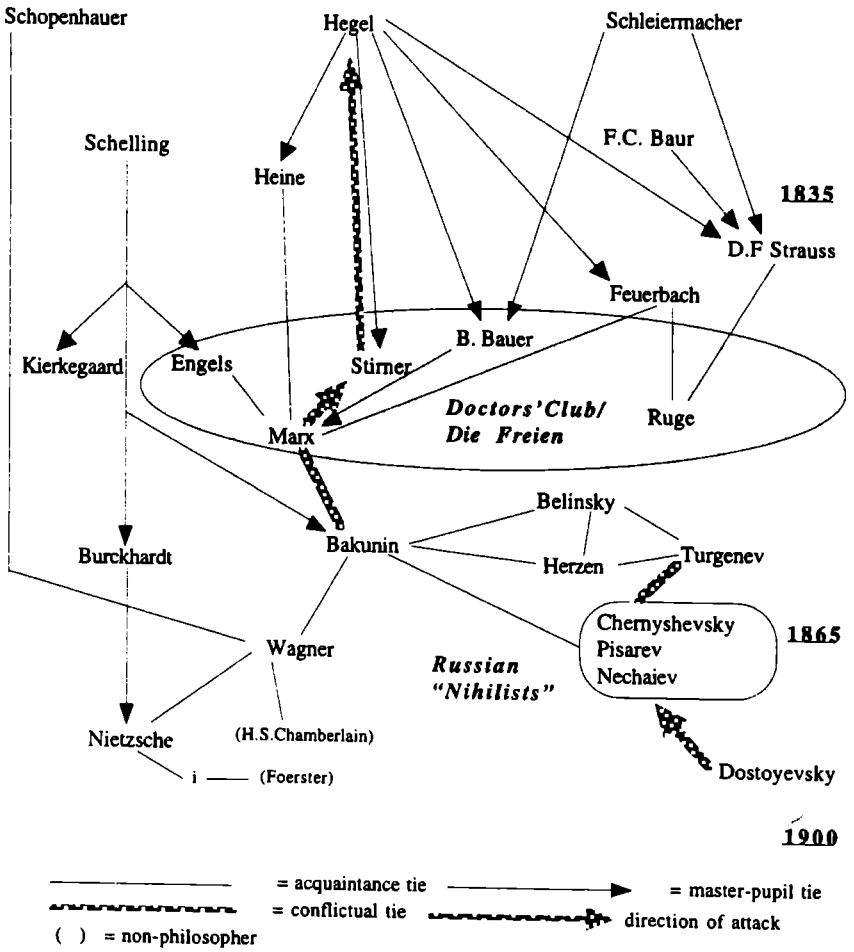 Schopenhauer
Hegel
Schleiermacher
F.C. Baur
Schelling
Heine
1835
D.F Strauss
Feuerbach
B. Bauer
Kierkegaard
Engels
Stirner
Doctors' Club/
Die Freien
Ruge
Marx
Belinsky
Bakunin
Burckhardt
Herzen
Turgenev
Chernyshevsky
Pisarev
Nechaiev
1865
Wagner
Russian
"Nihilists"
Nietzsche
(H.S.Chamberlain)
i
(Foerster)
Dostoyevsky
1900
= acquaintance tie
= master-pupil tie
= conflictual tie
direction of attack
( ) = non-philosopher